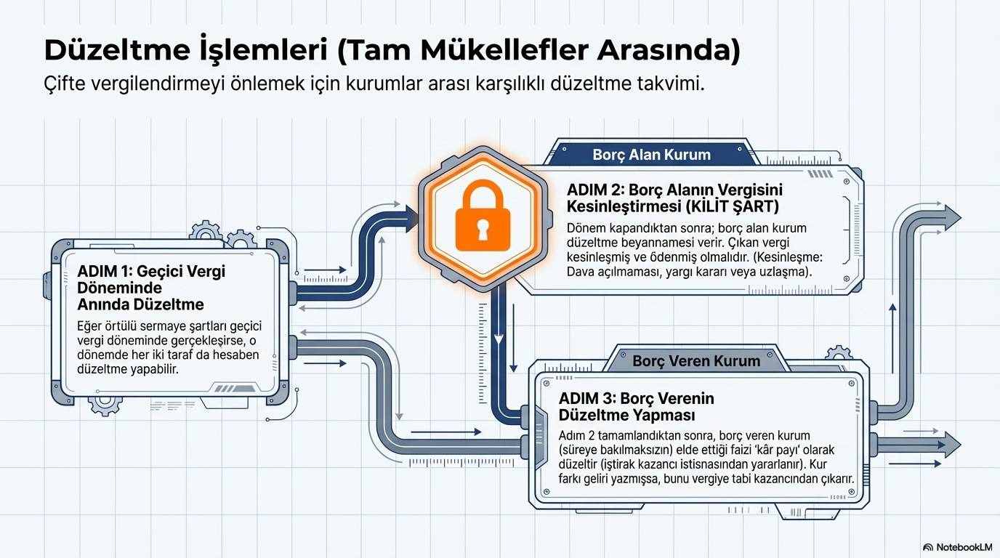 Düzeltme İşlemleri (Tam Mükellefler Arasında)
Çifte vergilendirmeyi önlemek için kurumlar arası karşılıklı düzeltme takvimi.
ADIM 1: Geçici Vergi
Döneminde
Anında Düzeltme
Eğer örtülü sermaye şartları geçici
vergi döneminde gerçekleşirse, o
dönemde her iki taraf da hesaben
düzeltme yapabilir.
Borç Alan Kurum
ADIM 2: Borç Alanın Vergisini
Kesinleştirmesi (KİLİT ŞART)
Dönem kapandıktan sonra; borç alan kurum
düzeltme beyannamesi verir. Çıkan vergi
kesinleşmiş ve ödenmiş olmalıdır. (Kesinleşme:
Dava açılmaması, yargı kararı veya uzlaşma).
Borç Veren Kurum
ADIM 3: Borç Verenin
Düzeltme Yapması
Adım 2 tamamlandıktan sonra, borç veren kurum
(süreye bakılmaksızın) elde ettiği faizi ‘kâr payı’ olarak
düzeltir (iştirak kazancı istisnasından yararlanır). Kur
farkı geliri yazmışsa, bunu vergiye tabi kazancından çıkarır.
NotebookLM